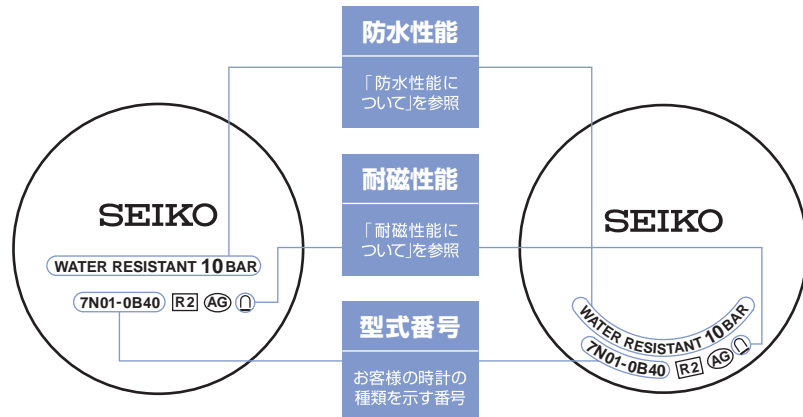 防水性能
「防水性能に
ついて」を参照
耐磁性能
「耐磁性能に
ついて」を参照
型式番号
お客様の時計の
種類を示す番号
SEIKO
WATER RESISTANT 10 BAR
7N01-0B40 R2 AG
SEIKO
WATER RESISTANT 10 BAR
7N01-0B40 R2 AG